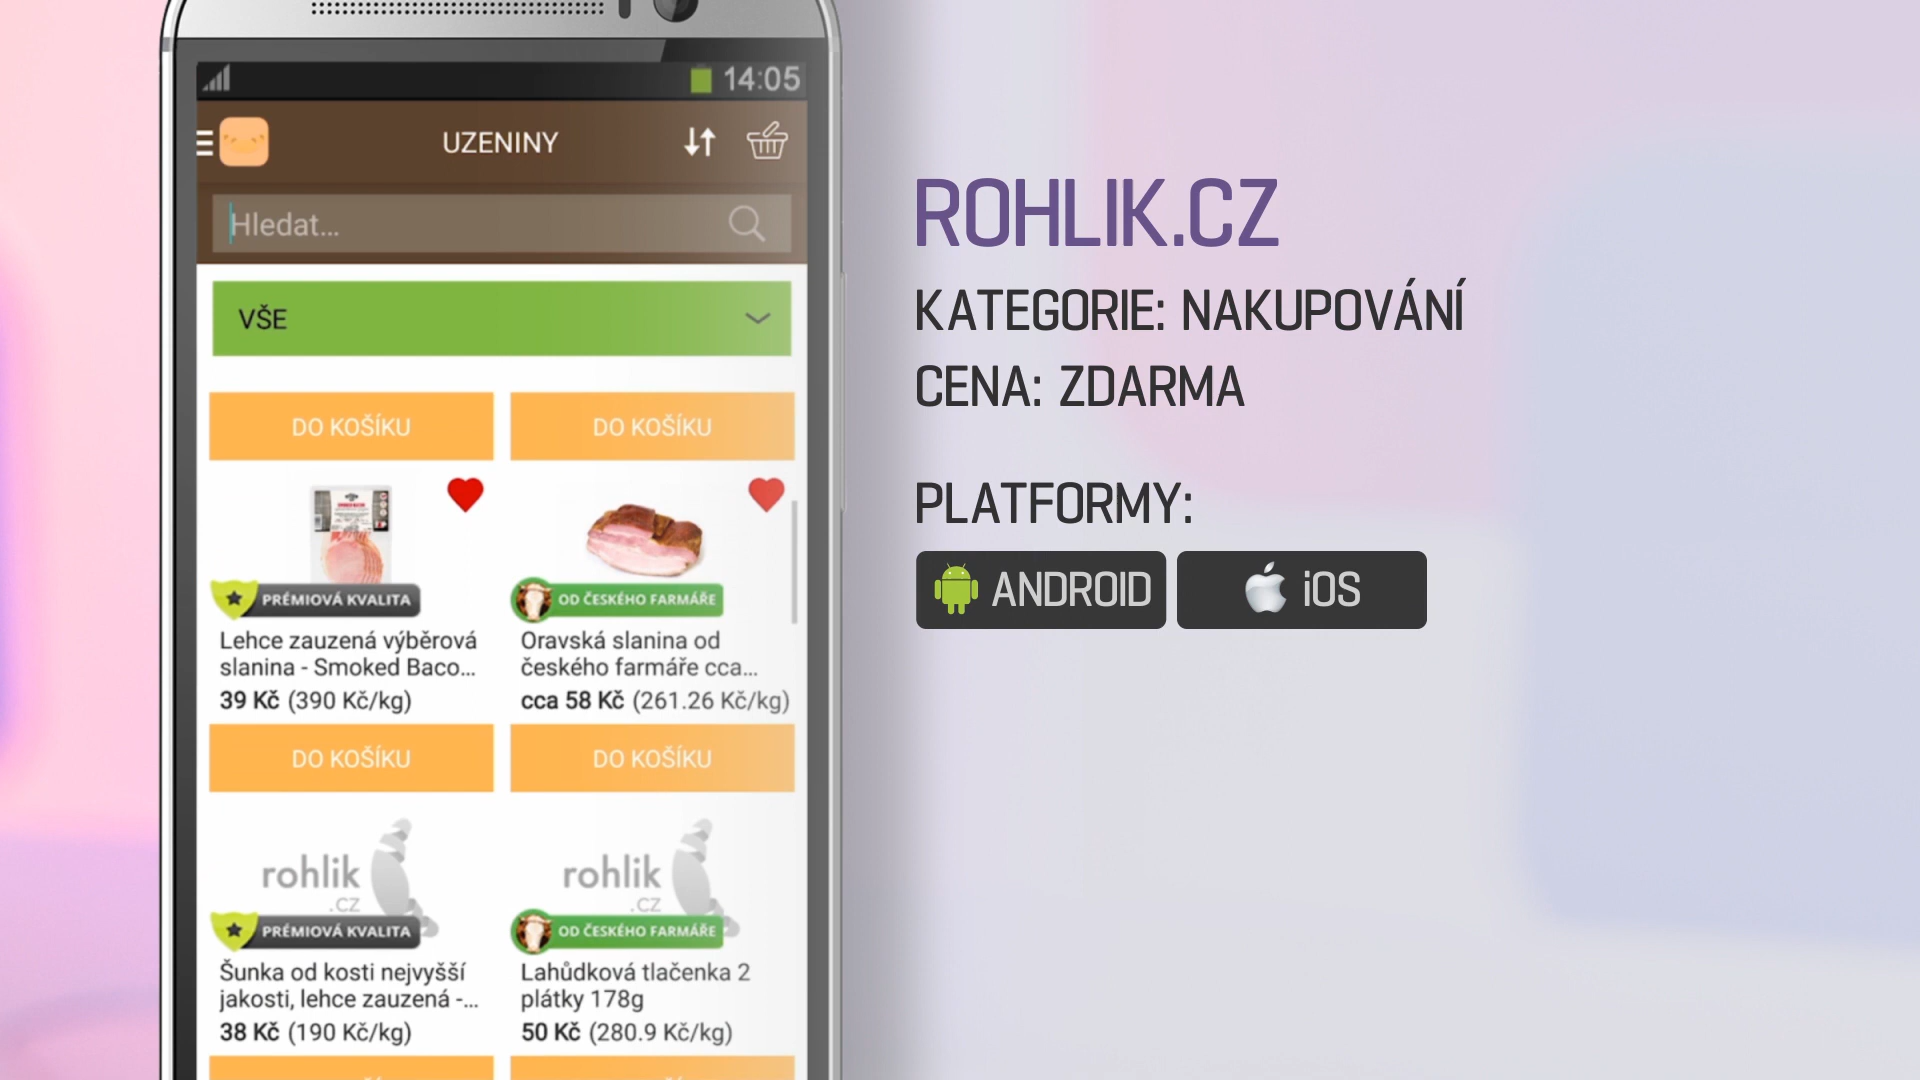 14:05
UZENINY
Hledat...
VŠE
DO KOŠÍKU
DO KOŠÍKU
PRÉMIOVÁ KVALITA
Lehce zauzená výběrová
slanina - Smoked Baco...
39 Kč (390 Kč/kg)
OD ČESKÉHO FARMÁŘE
Oravská slanina od
českého farmáře cca...
cca 58 Kč (261.26 Kč/kg)
DO KOŠÍKU
DO KOŠÍKU
rohlik
.CZ
PRÉMIOVÁ KVALITA
Šunka od kosti nejvyšší
jakosti, lehce zauzená -...
38 Kč (190 Kč/kg)
rohlik
.CZ
OD ČESKÉHO FARMÁŘE
Lahůdková tlačenka 2
plátky 178g
50 Kč (280.9 Kč/kg)
ROHLIK.CZ
KATEGORIE: NAKUPOVÁNÍ
CENA: ZDARMA
PLATFORMY:
ANDROID
iOS